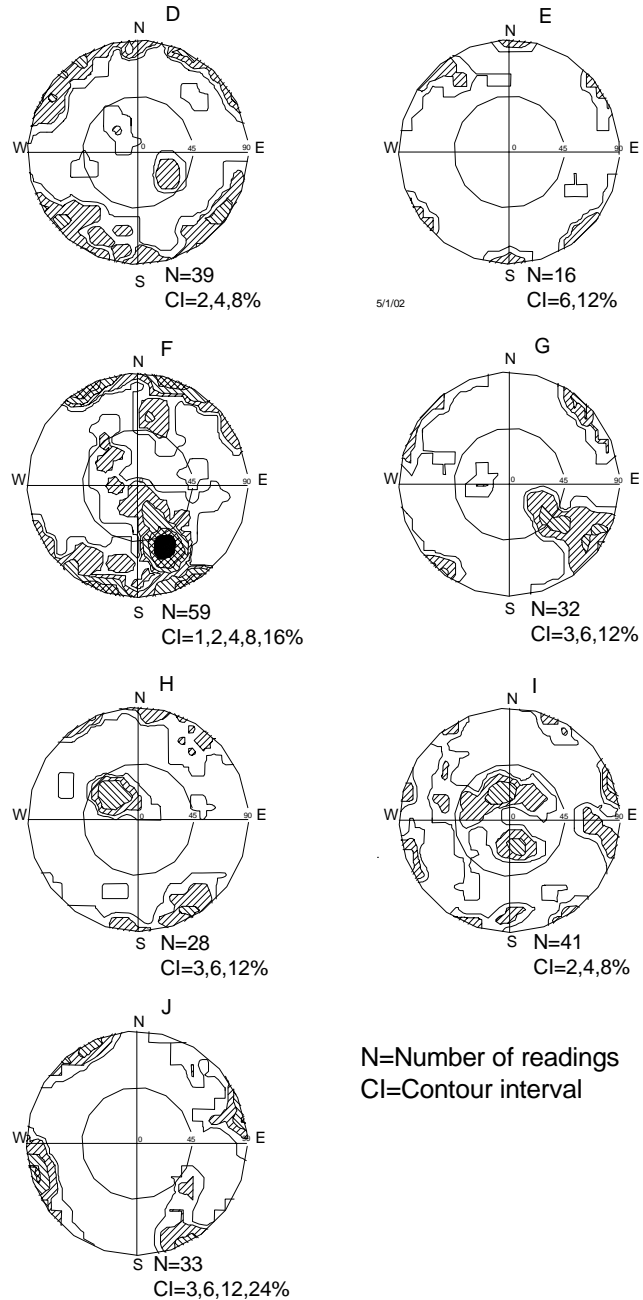 D
N
W 0 45 90 E
S
N=39
CI=2,4,8%
E
N
W 0 45 90 E
S
N=16
CI=6,12%
5/1/02
F
N
W 0 45 90 E
S
N=59
CI=1,2,4,8,16%
G
N
W 0 45 90 E
S
N=32
CI=3,6,12%
H
N
W 0 45 90 E
S
N=28
CI=3,6,12%
I
N
W 0 45 90 E
S
N=41
CI=2,4,8%
J
N
W 0 45 90 E
S
N=33
CI=3,6,12,24%
N=Number of readings
CI=Contour interval